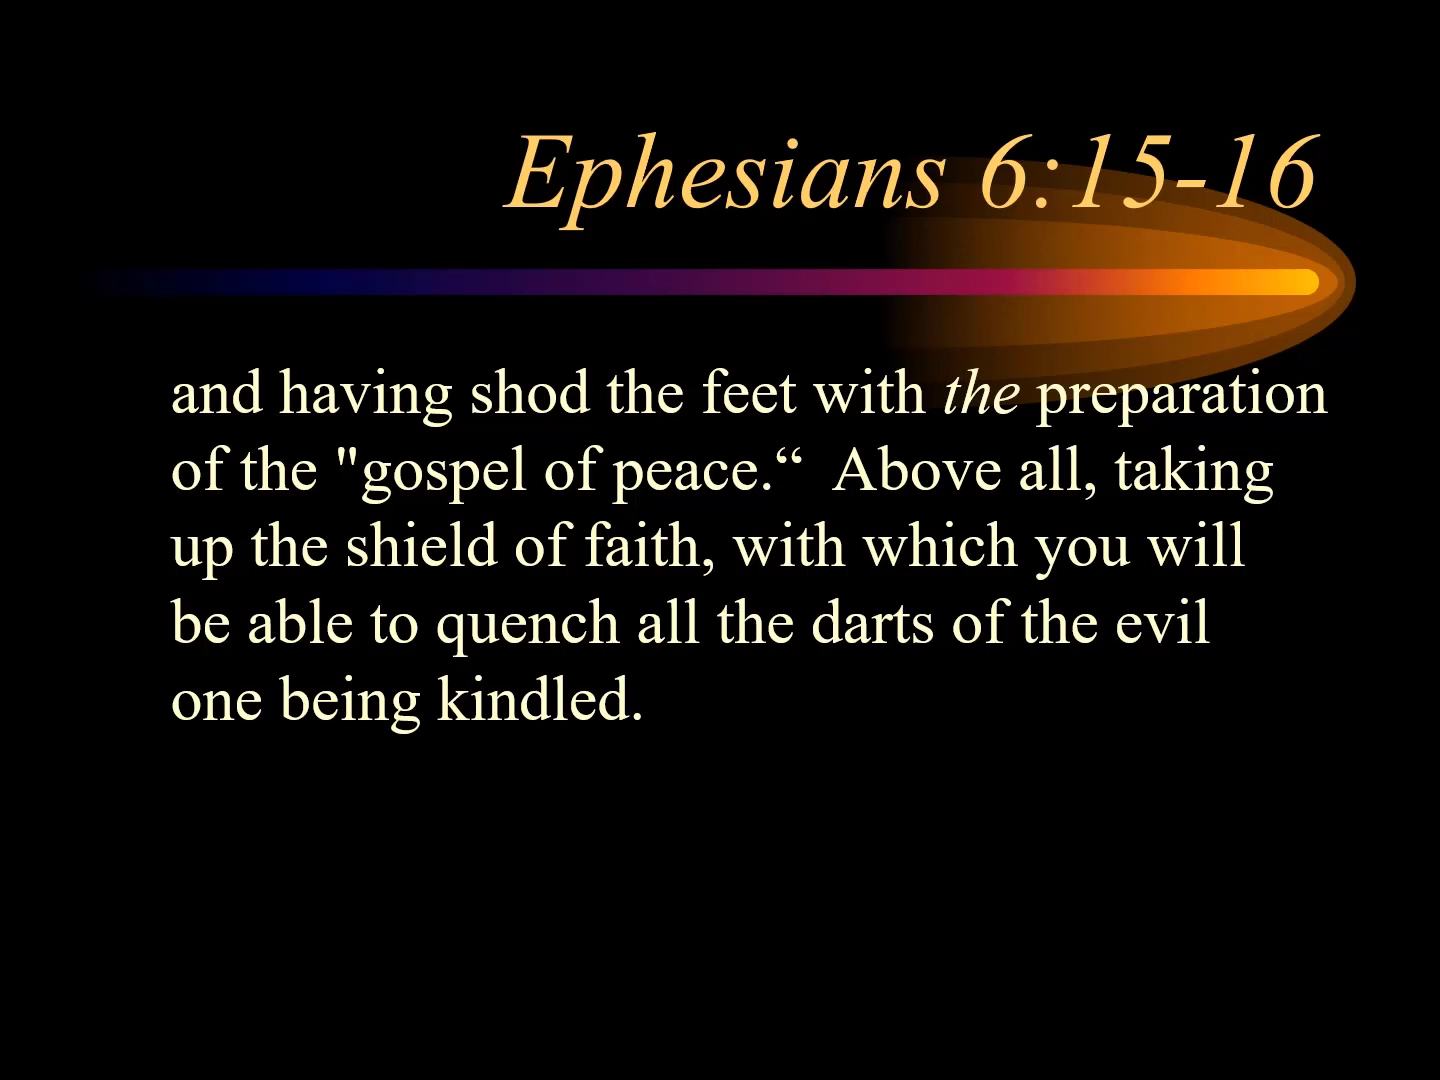 Ephesians 6:15-16
and having shod the feet with the preparation
of the "gospel of peace.“  Above all, taking
up the shield of faith, with which you will
be able to quench all the darts of the evil
one being kindled.